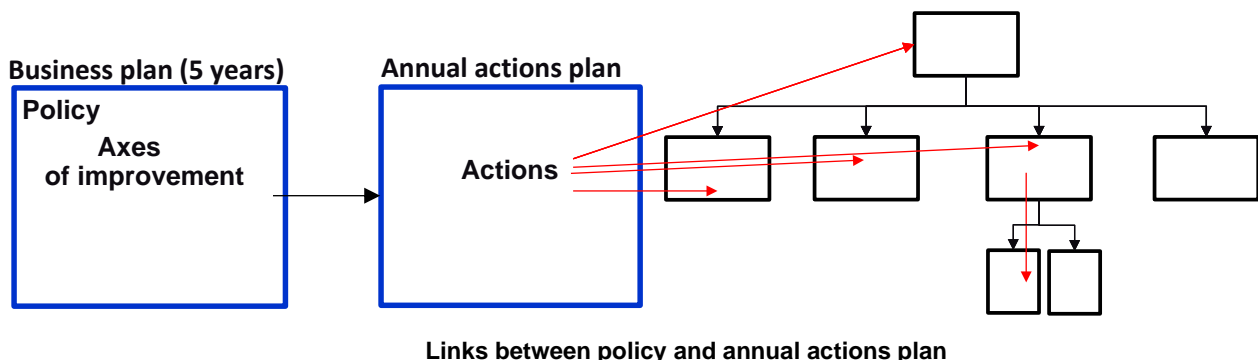 Business plan (5 years)
Policy
Axes
of improvement
Annual actions plan
Actions
Links between policy and annual actions plan